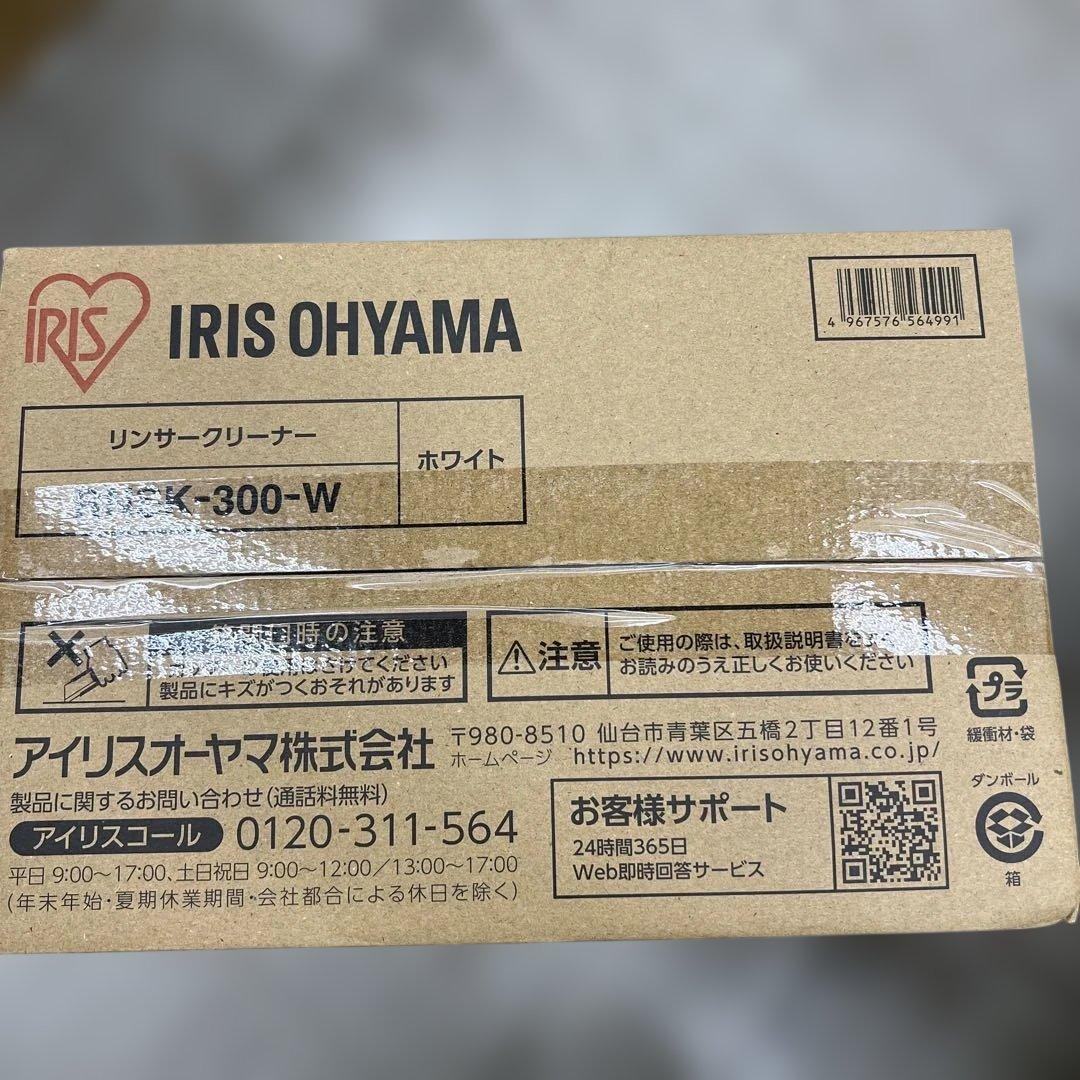 IRIS
IRIS OHYAMA
4 967576 564991
リンサークリーナー
ホワイト
K-300-W
時の注意
ください
製品にキズがつくおそれがあります
注意
ご使用の際は、取扱説明書を
お読みのうえ正しくお使いください
プラ
緩衝材・袋
アイリスオーヤマ株式会社
〒980-8510 仙台市青葉区五橋2丁目12番1号
ホームページ https://www.irisohyama.co.jp/
製品に関するお問い合わせ(通話料無料)
アイリスコール 0120-311-564
平日 9:00〜17:00、土日祝日 9:00〜12:00/13:00〜17:00
(年末年始・夏期休業期間・会社都合による休日を除く)
お客様サポート
24時間365日
Web即時回答サービス
ダンボール
箱